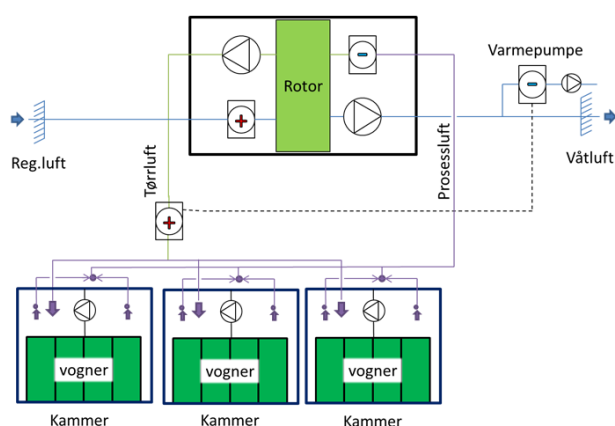 Varmepumpe
Rotor
Reg.luft
Tørrluft
Prosessluft
Våtluft
vogner
vogner
vogner
Kammer
Kammer
Kammer